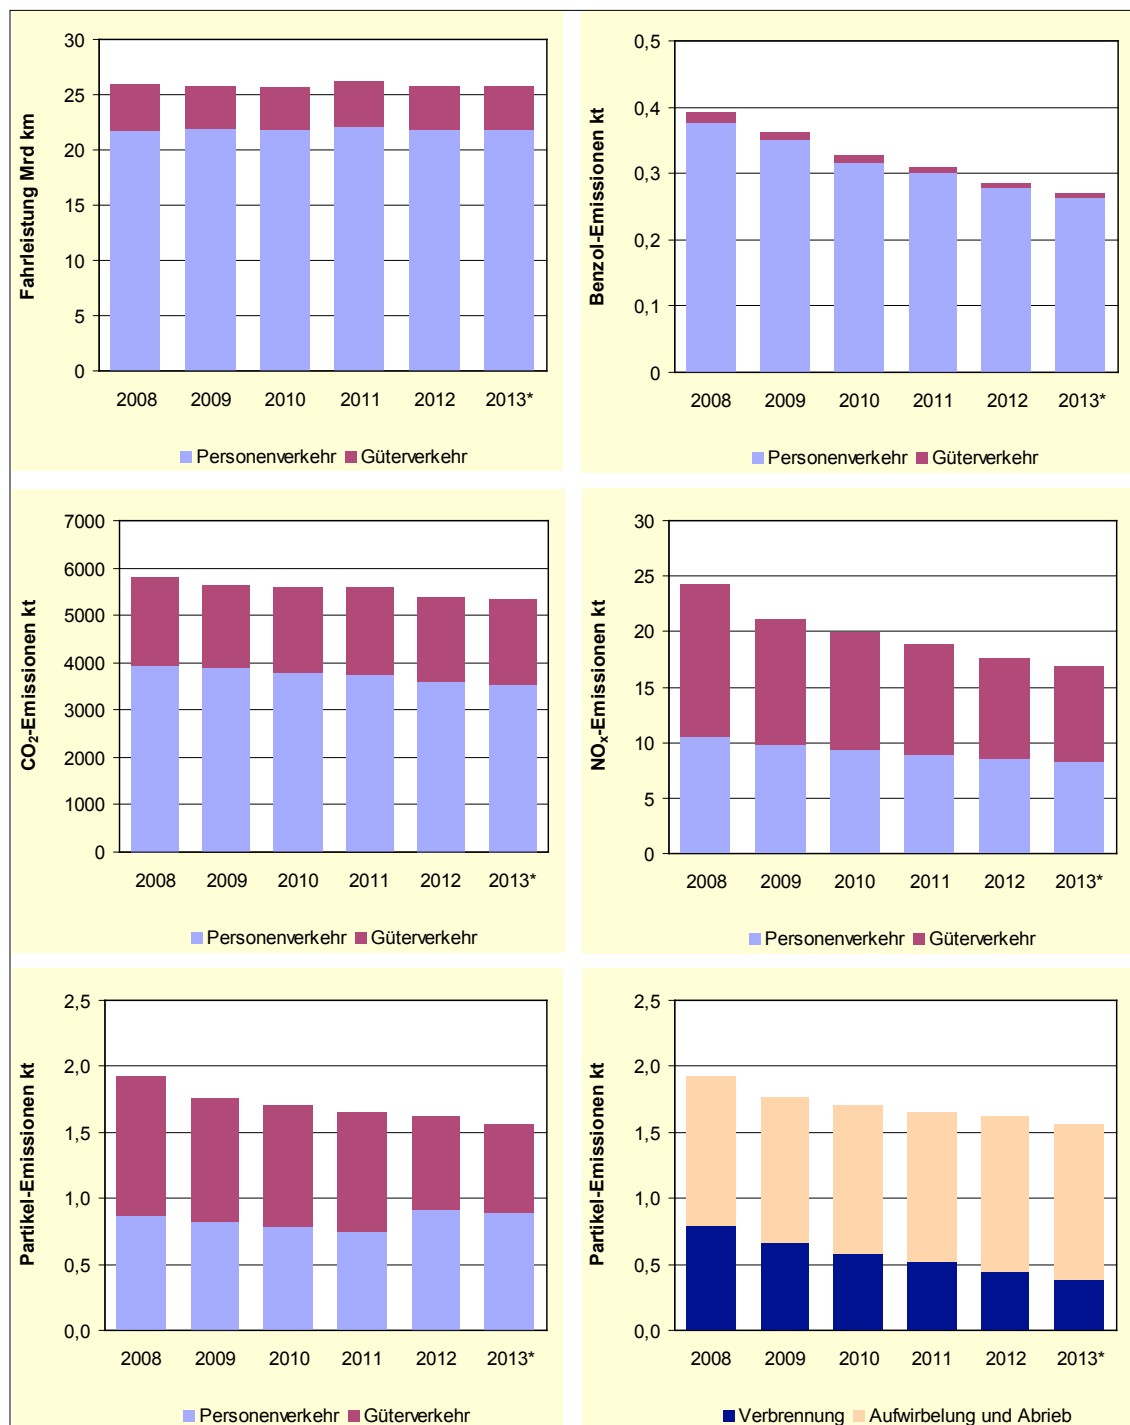 Fahrleistung Mrd km
30
25
20
15
10
5
0
2008 2009 2010 2011 2012 2013*
Personenverkehr Güterverkehr
Benzol-Emissionen kt
0,5
0,4
0,3
0,2
0,1
0
2008 2009 2010 2011 2012 2013*
Personenverkehr Güterverkehr
CO₂-Emissionen kt
7000
6000
5000
4000
3000
2000
1000
0
2008 2009 2010 2011 2012 2013*
Personenverkehr Güterverkehr
NOₓ-Emissionen kt
30
25
20
15
10
5
0
2008 2009 2010 2011 2012 2013*
Personenverkehr Güterverkehr
Partikel-Emissionen kt
2,5
2,0
1,5
1,0
0,5
0,0
2008 2009 2010 2011 2012 2013*
Personenverkehr Güterverkehr
Partikel-Emissionen kt
2,5
2,0
1,5
1,0
0,5
0,0
2008 2009 2010 2011 2012 2013*
Verbrennung Aufwirbelung und Abrieb